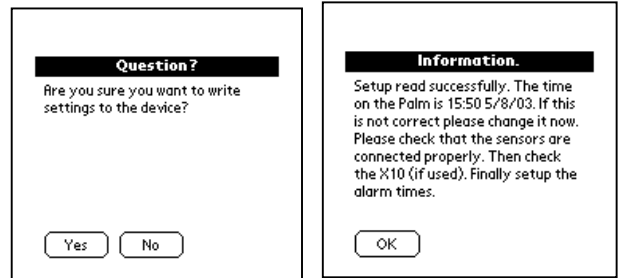 Question?
Are you sure you want to write
settings to the device?
Yes No
Information.
Setup read successfully. The time
on the Palm is 15:50 5/8/03. If this
is not correct please change it now.
Please check that the sensors are
connected properly. Then check
the X10 (if used). Finally setup the
alarm times.
OK